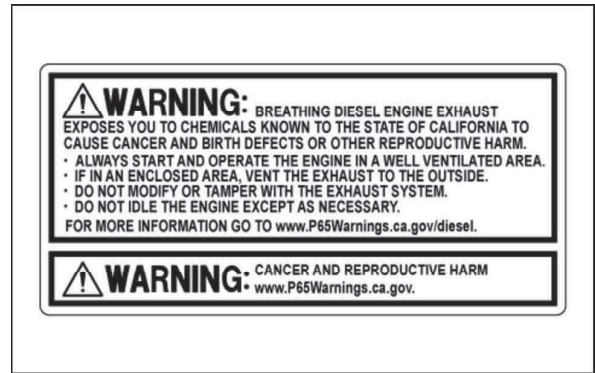 WARNING: BREATHING DIESEL ENGINE EXHAUST
EXPOSES YOU TO CHEMICALS KNOWN TO THE STATE OF CALIFORNIA TO
CAUSE CANCER AND BIRTH DEFECTS OR OTHER REPRODUCTIVE HARM.
· ALWAYS START AND OPERATE THE ENGINE IN A WELL VENTILATED AREA.
· IF IN AN ENCLOSED AREA, VENT THE EXHAUST TO THE OUTSIDE.
· DO NOT MODIFY OR TAMPER WITH THE EXHAUST SYSTEM.
· DO NOT IDLE THE ENGINE EXCEPT AS NECESSARY.
FOR MORE INFORMATION GO TO www.P65Warnings.ca.gov/diesel.
WARNING: CANCER AND REPRODUCTIVE HARM
www.P65Warnings.ca.gov.